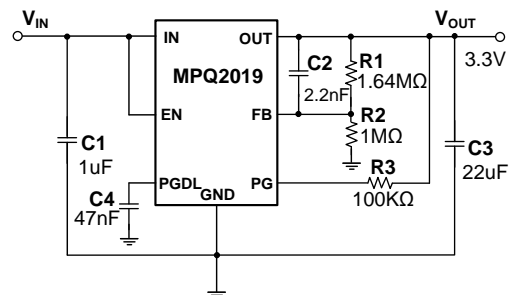 VIN
VOUT
IN
OUT
C2
R1
3.3V
MPQ2019
2.2nF
1.64MΩ
EN
FB
R2
1MΩ
C1
1uF
R3
C3
PGDL
PG
100KΩ
22uF
C4
GND
47nF